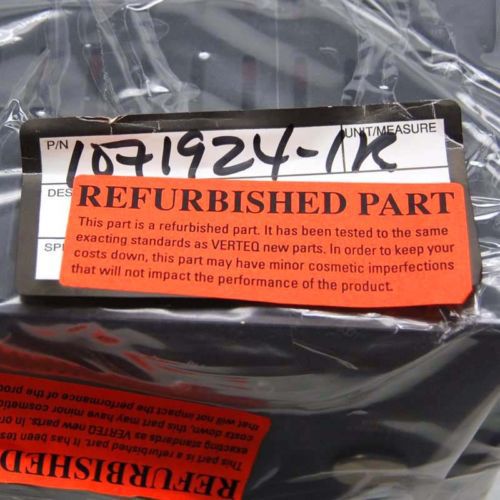 P/N 1071924-1R UNIT/MEASURE
DES
REFURBISHED PART
This part is a refurbished part. It has been tested to the same
exacting standards as VERTEQ new parts. In order to keep your
costs down, this part may have minor cosmetic imperfections
that will not impact the performance of the product.
SP
REFURBISHED
This part is a refurbished part. It has been tes
exacting standards as VERTEQ new parts. In or
costs down, this part may have minor cosmetic
that will not impact the performance of the pro